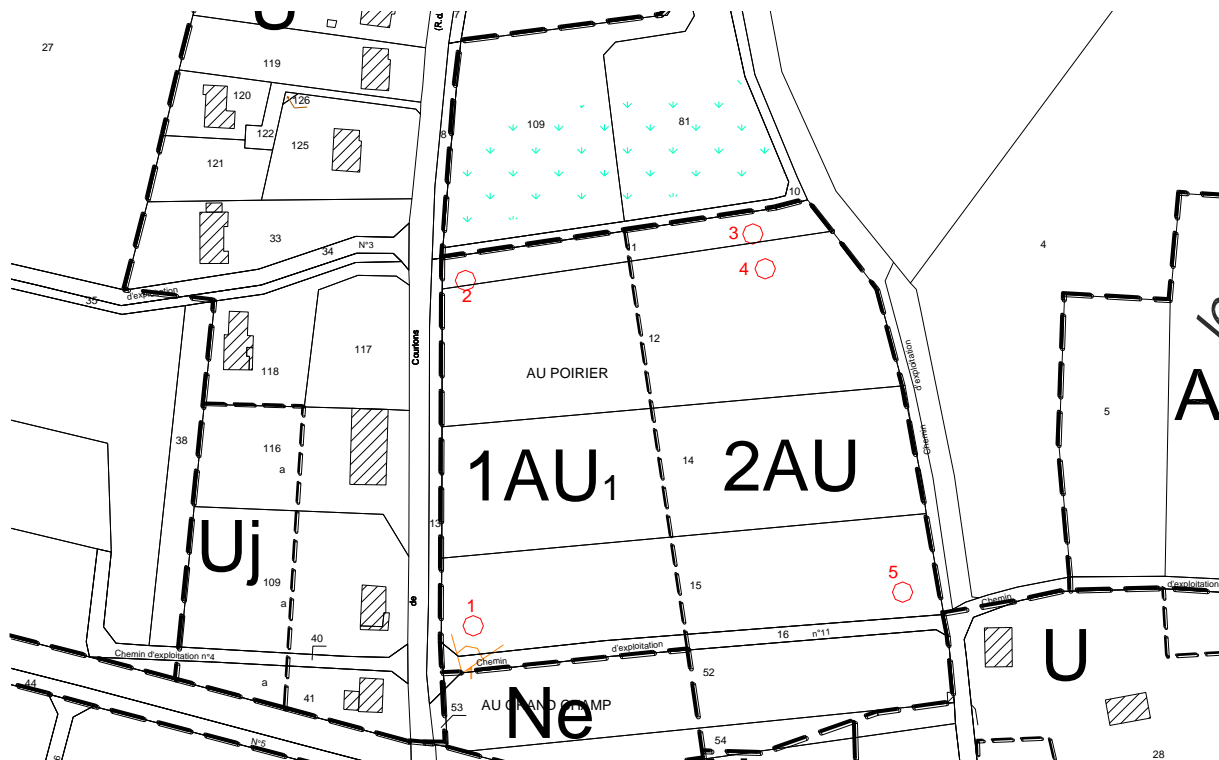 U
7
(R.d.
27
119
120
126
122
125
121
8
109
81
10
33
34
N°3
35
d'exploitation
1
3
4
2
4
Courtons
117
118
12
AU POIRIER
d'exploitation
Chemin
5
A
38
116
a
1AU1
14
2AU
13
Uj
109
a
de
15
5
1
Chemin
d'exploitation
40
Chemin d'exploitation n°4
Chemin
d'exploitation
16
n°11
U
a
41
44
53
AU GRAND CHAMP
Ne
52
54
N°5
28